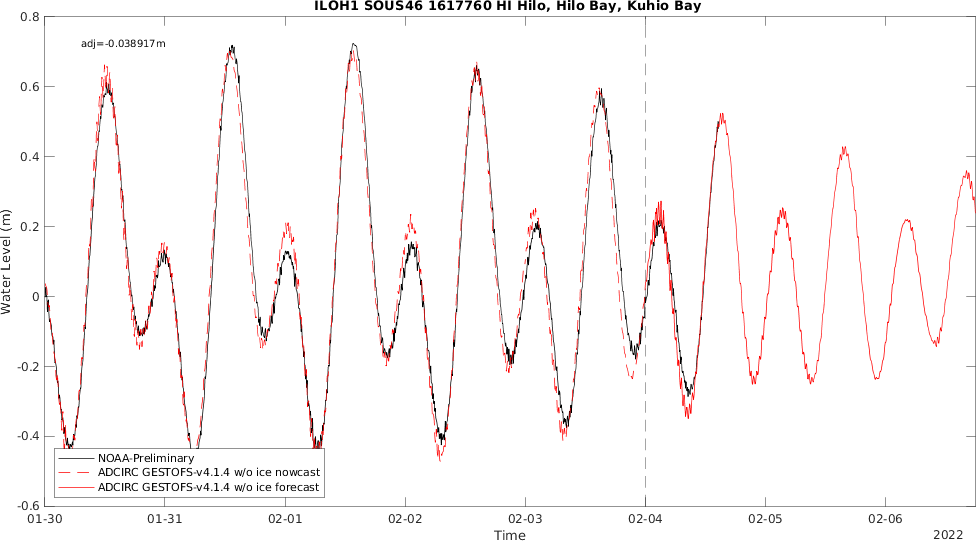 ILOH1 SOUS46 1617760 HI Hilo, Hilo Bay, Kuhio Bay
adj=-0.038917m
0.8
0.6
0.4
0.2
0
-0.2
-0.4
-0.6
Water Level (m)
NOAA-Preliminary
ADCIRC GESTOFS-v4.1.4 w/o ice nowcast
ADCIRC GESTOFS-v4.1.4 w/o ice forecast
01-30 01-31 02-01 02-02 02-03 02-04 02-05 02-06
Time
2022